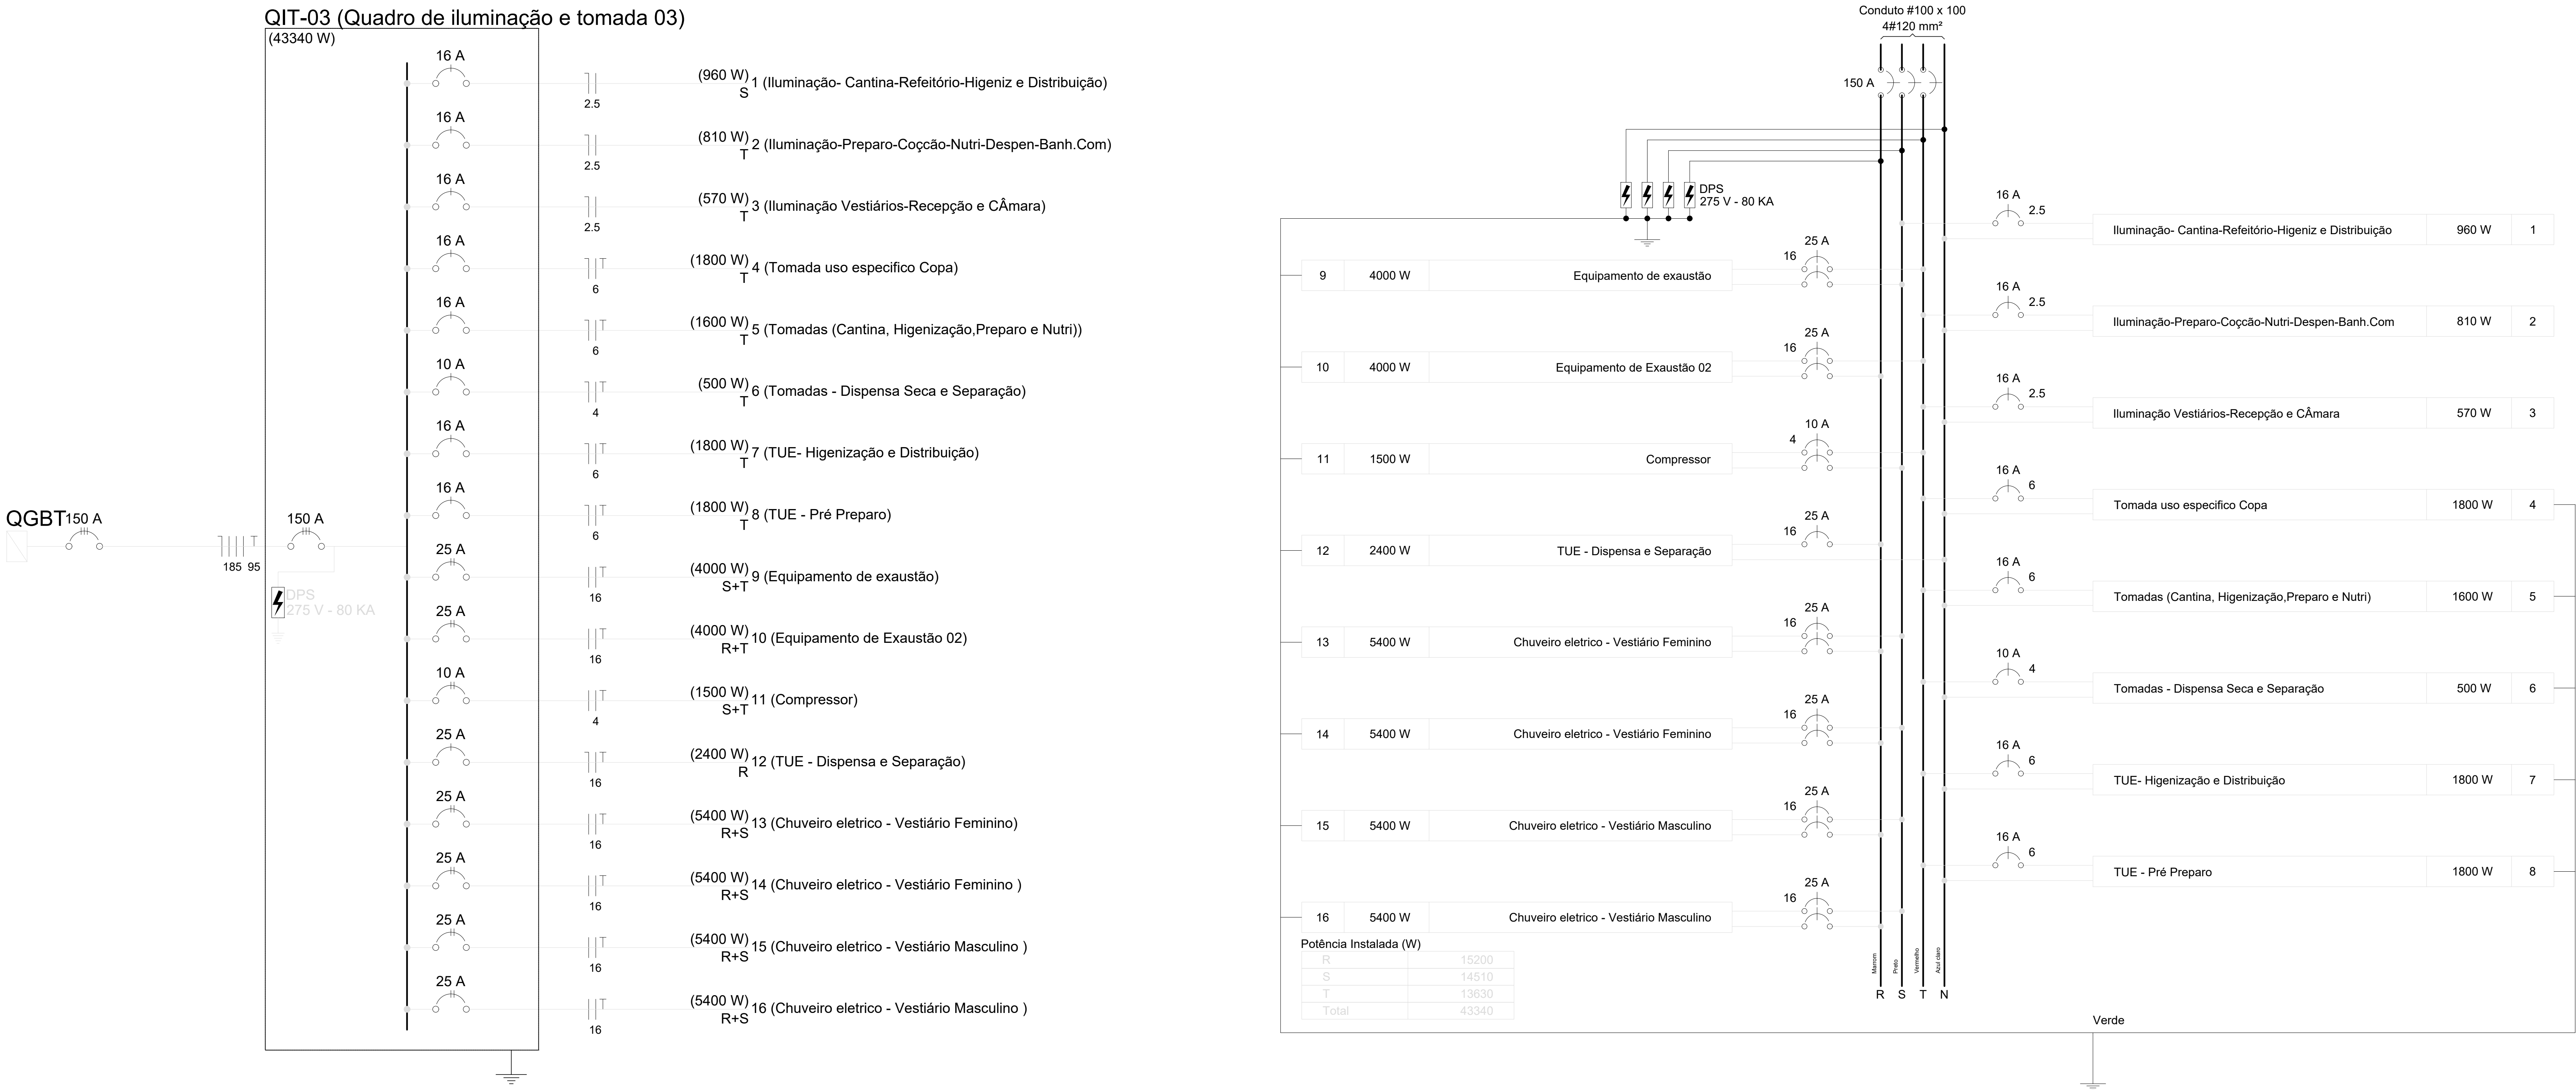 QIT-03 (Quadro de iluminação e tomada 03)
(43340 W)
16 A
2.5
(960 W)
S
1 (Iluminação- Cantina-Refeitório-Higeniz e Distribuição)
16 A
2.5
(810 W)
T
2 (Iluminação-Preparo-Coçcão-Nutri-Despen-Banh.Com)
16 A
2.5
(570 W)
T
3 (Iluminação Vestiários-Recepção e CÂmara)
16 A
6
(1800 W)
T
4 (Tomada uso especifico Copa)
16 A
6
(1600 W)
T
5 (Tomadas (Cantina, Higenização,Preparo e Nutri))
10 A
4
(500 W)
T
6 (Tomadas - Dispensa Seca e Separação)
16 A
6
(1800 W)
T
7 (TUE- Higenização e Distribuição)
16 A
6
(1800 W)
T
8 (TUE - Pré Preparo)
QGBT
150 A
185 95
150 A
DPS
275 V - 80 KA
25 A
16
(4000 W)
S+T
9 (Equipamento de exaustão)
25 A
16
(4000 W)
R+T
10 (Equipamento de Exaustão 02)
10 A
4
(1500 W)
S+T
11 (Compressor)
25 A
16
(2400 W)
R
12 (TUE - Dispensa e Separação)
25 A
16
(5400 W)
R+S
13 (Chuveiro eletrico - Vestiário Feminino)
25 A
16
(5400 W)
R+S
14 (Chuveiro eletrico - Vestiário Feminino )
25 A
16
(5400 W)
R+S
15 (Chuveiro eletrico - Vestiário Masculino )
25 A
16
(5400 W)
R+S
16 (Chuveiro eletrico - Vestiário Masculino )
Conduto #100 x 100
4#120 mm²
150 A
DPS
275 V - 80 KA
9 4000 W Equipamento de exaustão
16
25 A
10 4000 W Equipamento de Exaustão 02
16
25 A
11 1500 W Compressor
4
10 A
12 2400 W TUE - Dispensa e Separação
16
25 A
13 5400 W Chuveiro eletrico - Vestiário Feminino
16
25 A
14 5400 W Chuveiro eletrico - Vestiário Feminino
16
25 A
15 5400 W Chuveiro eletrico - Vestiário Masculino
16
25 A
16 5400 W Chuveiro eletrico - Vestiário Masculino
16
25 A
16 A
2.5
Iluminação- Cantina-Refeitório-Higeniz e Distribuição 960 W 1
16 A
2.5
Iluminação-Preparo-Coçcão-Nutri-Despen-Banh.Com 810 W 2
16 A
2.5
Iluminação Vestiários-Recepção e CÂmara 570 W 3
16 A
6
Tomada uso especifico Copa 1800 W 4
16 A
6
Tomadas (Cantina, Higenização,Preparo e Nutri) 1600 W 5
10 A
4
Tomadas - Dispensa Seca e Separação 500 W 6
16 A
6
TUE- Higenização e Distribuição 1800 W 7
16 A
6
TUE - Pré Preparo 1800 W 8
Potência Instalada (W)
R 15200
S 14510
T 13630
Total 43340
Marrom
Preto
Vermelho
Azul claro
R S T N
Verde